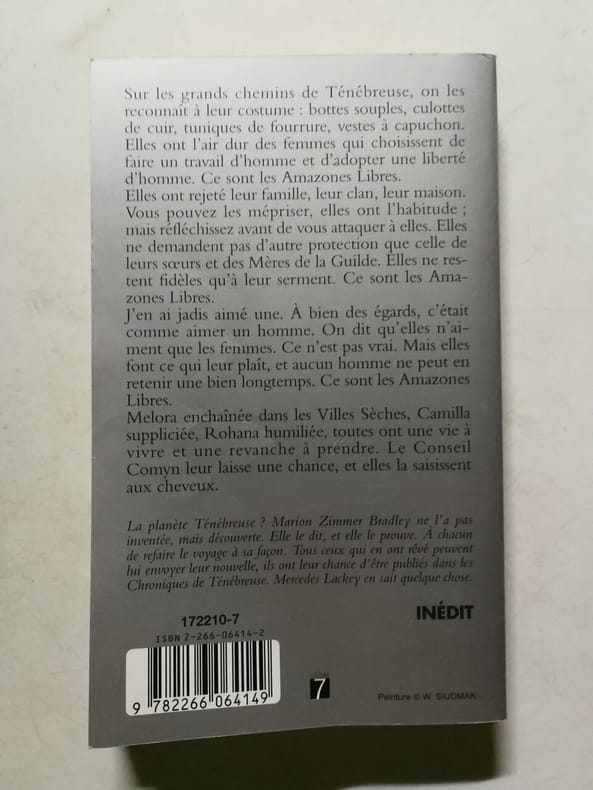 Sur les grands chemins de Ténébreuse, on les
reconnaît à leur costume : bottes souples, culottes
de cuir, tuniques de fourrure, vestes à capuchon.
Elles ont l'air dur des femmes qui choisissent de
faire un travail d'homme et d'adopter une liberté
d'homme. Ce sont les Amazones Libres.
Elles ont rejeté leur famille, leur clan, leur maison.
Vous pouvez les mépriser, elles ont l'habitude ;
mais réfléchissez avant de vous attaquer à elles. Elles
ne demandent pas d'autre protection que celle de
leurs sœurs et des Mères de la Guilde. Elles ne res-
tent fidèles qu'à leur serment. Ce sont les Ama-
zones Libres.
J'en ai jadis aimé une. À bien des égards, c'était
comme aimer un homme. On dit qu'elles n'ai-
ment que les femmes. Ce n'est pas vrai. Mais elles
font ce qui leur plaît, et aucun homme ne peut en
retenir une bien longtemps. Ce sont les Amazones
Libres.
Melora enchaînée dans les Villes Sèches, Camilla
suppliciée, Rohana humiliée, toutes ont une vie à
vivre et une revanche à prendre. Le Conseil
Comyn leur laisse une chance, et elles la saisissent
aux cheveux.
La planète Ténébreuse ? Marion Zimmer Bradley ne l'a pas
inventée, mais découverte. Elle le dit, et elle le prouve. À chacun
de refaire le voyage à sa façon. Tous ceux qui en ont rêvé peuvent
lui envoyer leur nouvelle, ils ont leur chance d'être publiés dans les
Chroniques de Ténébreuse. Mercedes Lackey en sait quelque chose.
INÉDIT
172210-7
ISBN 2-266-06414-2
9 782266 064149
7
Peinture © W. SIUDMAK